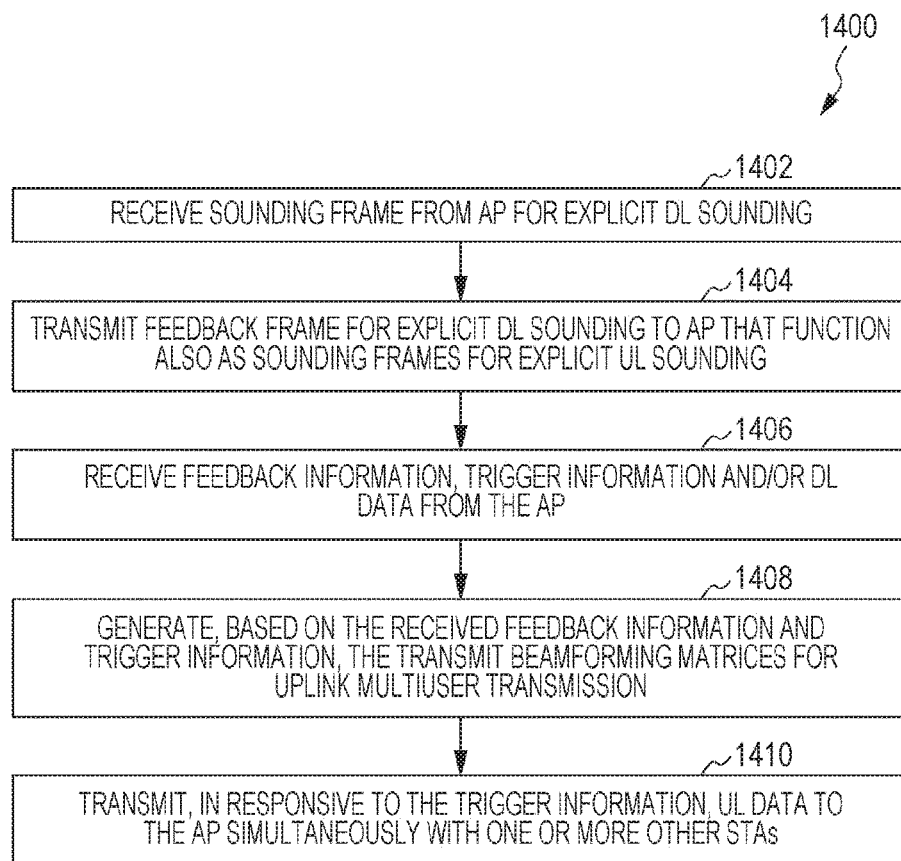 1400
1402
RECEIVE SOUNDING FRAME FROM AP FOR EXPLICIT DL SOUNDING
1404
TRANSMIT FEEDBACK FRAME FOR EXPLICIT DL SOUNDING TO AP THAT FUNCTION
ALSO AS SOUNDING FRAMES FOR EXPLICIT UL SOUNDING
1406
RECEIVE FEEDBACK INFORMATION, TRIGGER INFORMATION AND/OR DL
DATA FROM THE AP
1408
GENERATE, BASED ON THE RECEIVED FEEDBACK INFORMATION AND
TRIGGER INFORMATION, THE TRANSMIT BEAMFORMING MATRICES FOR
UPLINK MULTIUSER TRANSMISSION
1410
TRANSMIT, IN RESPONSIVE TO THE TRIGGER INFORMATION, UL DATA TO
THE AP SIMULTANEOUSLY WITH ONE OR MORE OTHER STAs